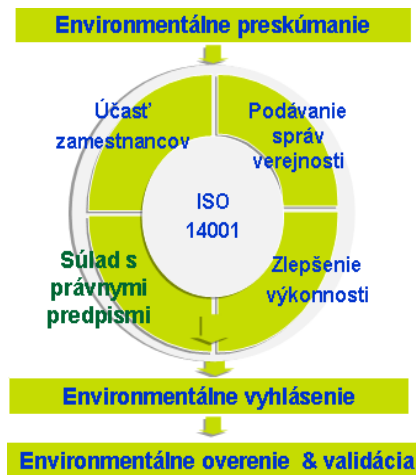 Environmentálne preskúmanie
Účasť
zamestnancov
Podávanie
správ
verejnosti
ISO
14001
Súlad s
právnymi
predpismi
Zlepšenie
výkonnosti
Environmentálne vyhlásenie
Environmentálne overenie & validácia